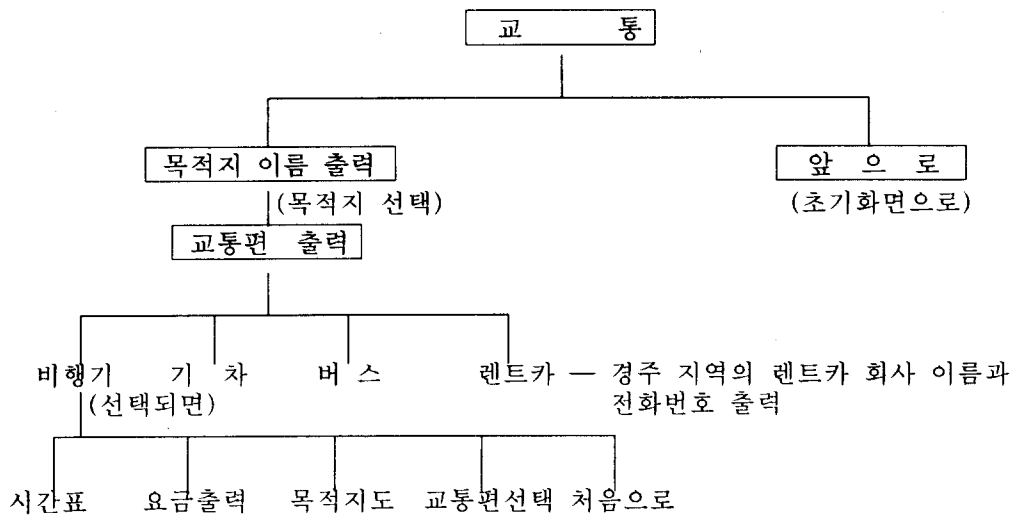 교 통
목적지 이름 출력 앞 으 로
(목적지 선택) (초기화면으로)
교통편 출력
비행기 기 차 버 스 렌트카 — 경주 지역의 렌트카 회사 이름과
(선택되면) 전화번호 출력
시간표 요금출력 목적지도 교통편선택 처음으로